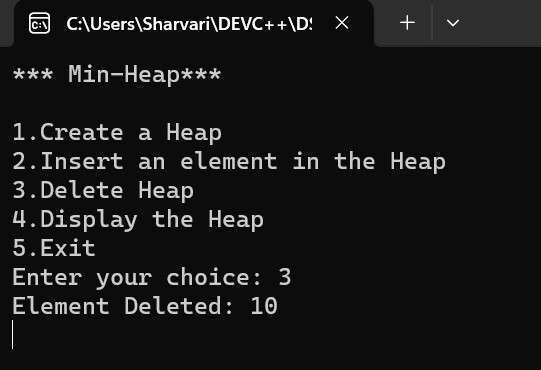 C:\Users\Sharvari\DEVC++\DS
*** Min-Heap***
1.Create a Heap
2.Insert an element in the Heap
3.Delete Heap
4.Display the Heap
5.Exit
Enter your choice: 3
Element Deleted: 10